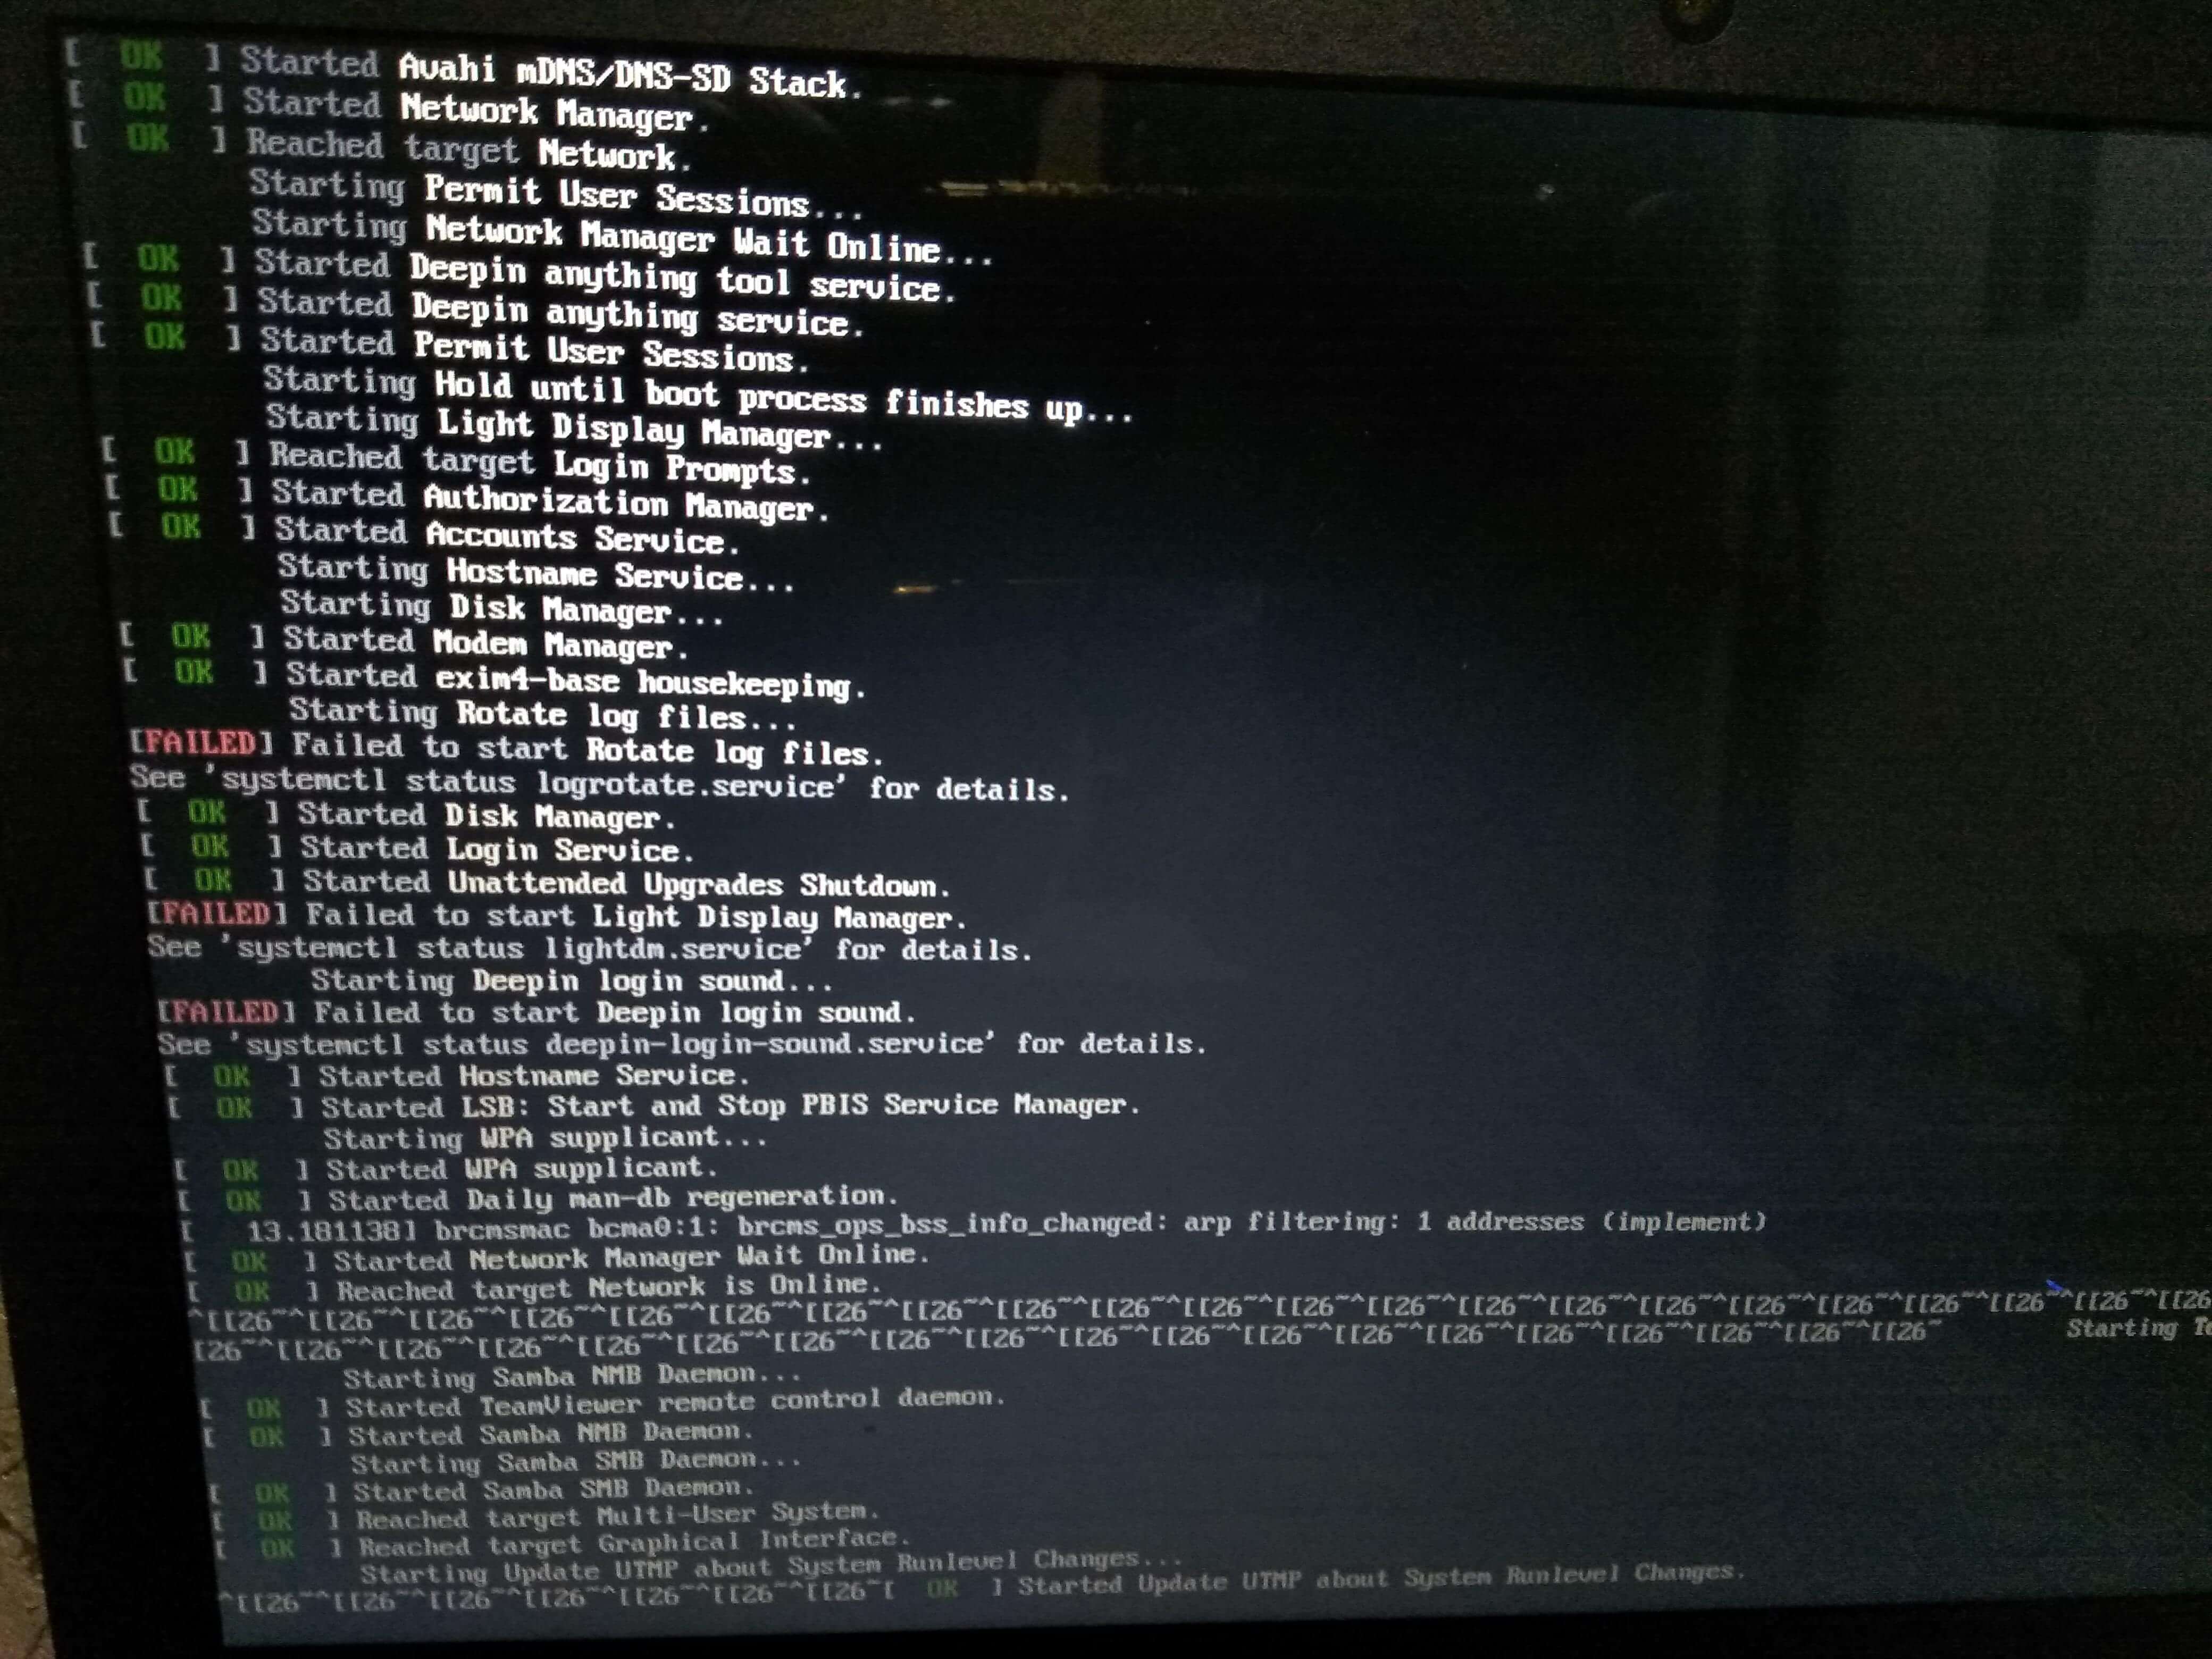 [  OK  ] Started Avahi mDNS/DNS-SD Stack.
[  OK  ] Started Network Manager.
[  OK  ] Reached target Network.
Starting Permit User Sessions...
Starting Network Manager Wait Online...
[  OK  ] Started Deepin anything tool service.
[  OK  ] Started Deepin anything service.
[  OK  ] Started Permit User Sessions.
Starting Hold until boot process finishes up...
Starting Light Display Manager...
[  OK  ] Reached target Login Prompts.
[  OK  ] Started Authorization Manager.
[  OK  ] Started Accounts Service.
Starting Hostname Service...
Starting Disk Manager...
[  OK  ] Started Modem Manager.
[  OK  ] Started exim4-base housekeeping.
Starting Rotate log files...
[FAILED] Failed to start Rotate log files.
See 'systemctl status logrotate.service' for details.
[  OK  ] Started Disk Manager.
[  OK  ] Started Login Service.
[  OK  ] Started Unattended Upgrades Shutdown.
[FAILED] Failed to start Light Display Manager.
See 'systemctl status lightdm.service' for details.
Starting Deepin login sound...
[FAILED] Failed to start Deepin login sound.
See 'systemctl status deepin-login-sound.service' for details.
[  OK  ] Started Hostname Service.
[  OK  ] Started LSB: Start and Stop PBIS Service Manager.
Starting WPA supplicant...
[  OK  ] Started WPA supplicant.
[  OK  ] Started Daily man-db regeneration.
[   13.181138] brcmsmac bcma0:1: brcms_ops_bss_info_changed: arp filtering: 1 addresses (implement)
[  OK  ] Started Network Manager Wait Online.
[  OK  ] Reached target Network is Online.
^[[26~^[[26~^[[26~^[[26~^[[26~^[[26~^[[26~^[[26~^[[26~^[[26~^[[26~^[[26~^[[26~^[[26~^[[26~^[[26~^[[26~^[[26~^[[26~^[[26~^[[26~^[[26
[26~^[[26~^[[26~^[[26~^[[26~^[[26~^[[26~^[[26~^[[26~^[[26~^[[26~^[[26~^[[26~^[[26~^[[26~^[[26~^[[26~^[[26~^[[26~ Starting
Starting Samba NMB Daemon...
[  OK  ] Started TeamViewer remote control daemon.
[  OK  ] Started Samba NMB Daemon.
Starting Samba SMB Daemon...
[  OK  ] Started Samba SMB Daemon.
[  OK  ] Reached target Multi-User System.
[  OK  ] Reached target Graphical Interface.
Starting Update UTMP about System Runlevel Changes...
^[[26~^[[26~^[[26~^[[26~^[[26~^[[26~^[[26~[  OK  ] Started Update UTMP about System Runlevel Changes.